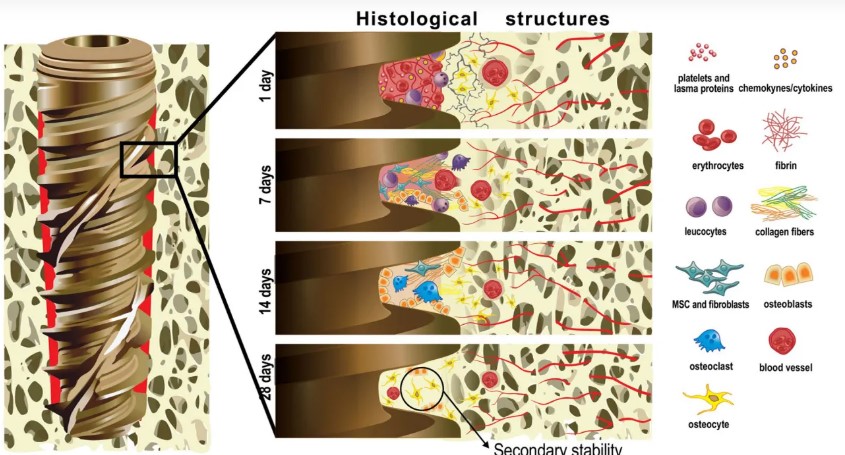 Histological structures
1 day
7 days
14 days
28 days
Secondary stability
platelets and
lasma proteins
chemokynes/cytokines
erythrocytes
fibrin
leucocytes
collagen fibers
MSC and fibroblasts
osteoblasts
osteoclast
blood vessel
osteocyte